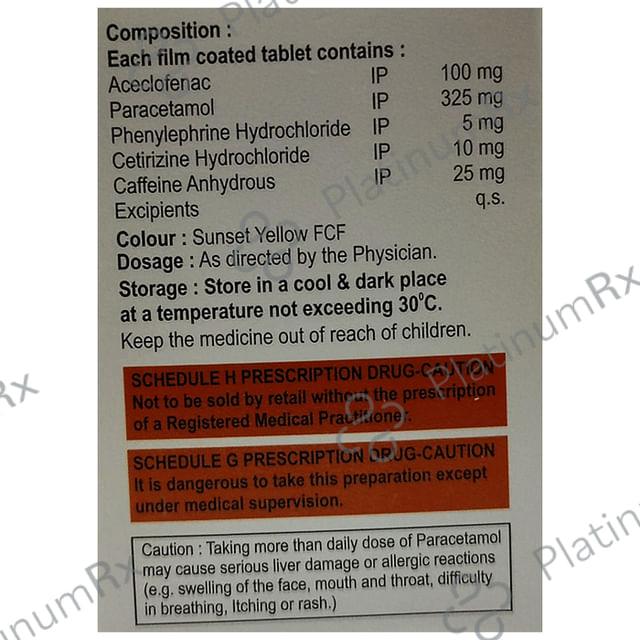 Composition :
Each film coated tablet contains :
Aceclofenac IP 100 mg
Paracetamol IP 325 mg
Phenylephrine Hydrochloride IP 5 mg
Cetirizine Hydrochloride IP 10 mg
Caffeine Anhydrous IP 25 mg
Excipients q.s.
Colour : Sunset Yellow FCF
Dosage : As directed by the Physician.
Storage : Store in a cool & dark place
at a temperature not exceeding 30°C.
Keep the medicine out of reach of children.
SCHEDULE H PRESCRIPTION DRUG-CAUTION
Not to be sold by retail without the prescription
of a Registered Medical Practitioner.
SCHEDULE G PRESCRIPTION DRUG-CAUTION
It is dangerous to take this preparation except
under medical supervision.
Caution : Taking more than daily dose of Paracetamol
may cause serious liver damage or allergic reactions
(e.g. swelling of the face, mouth and throat, difficulty
in breathing, Itching or rash.)
PlatinumRx
PlatinumRx